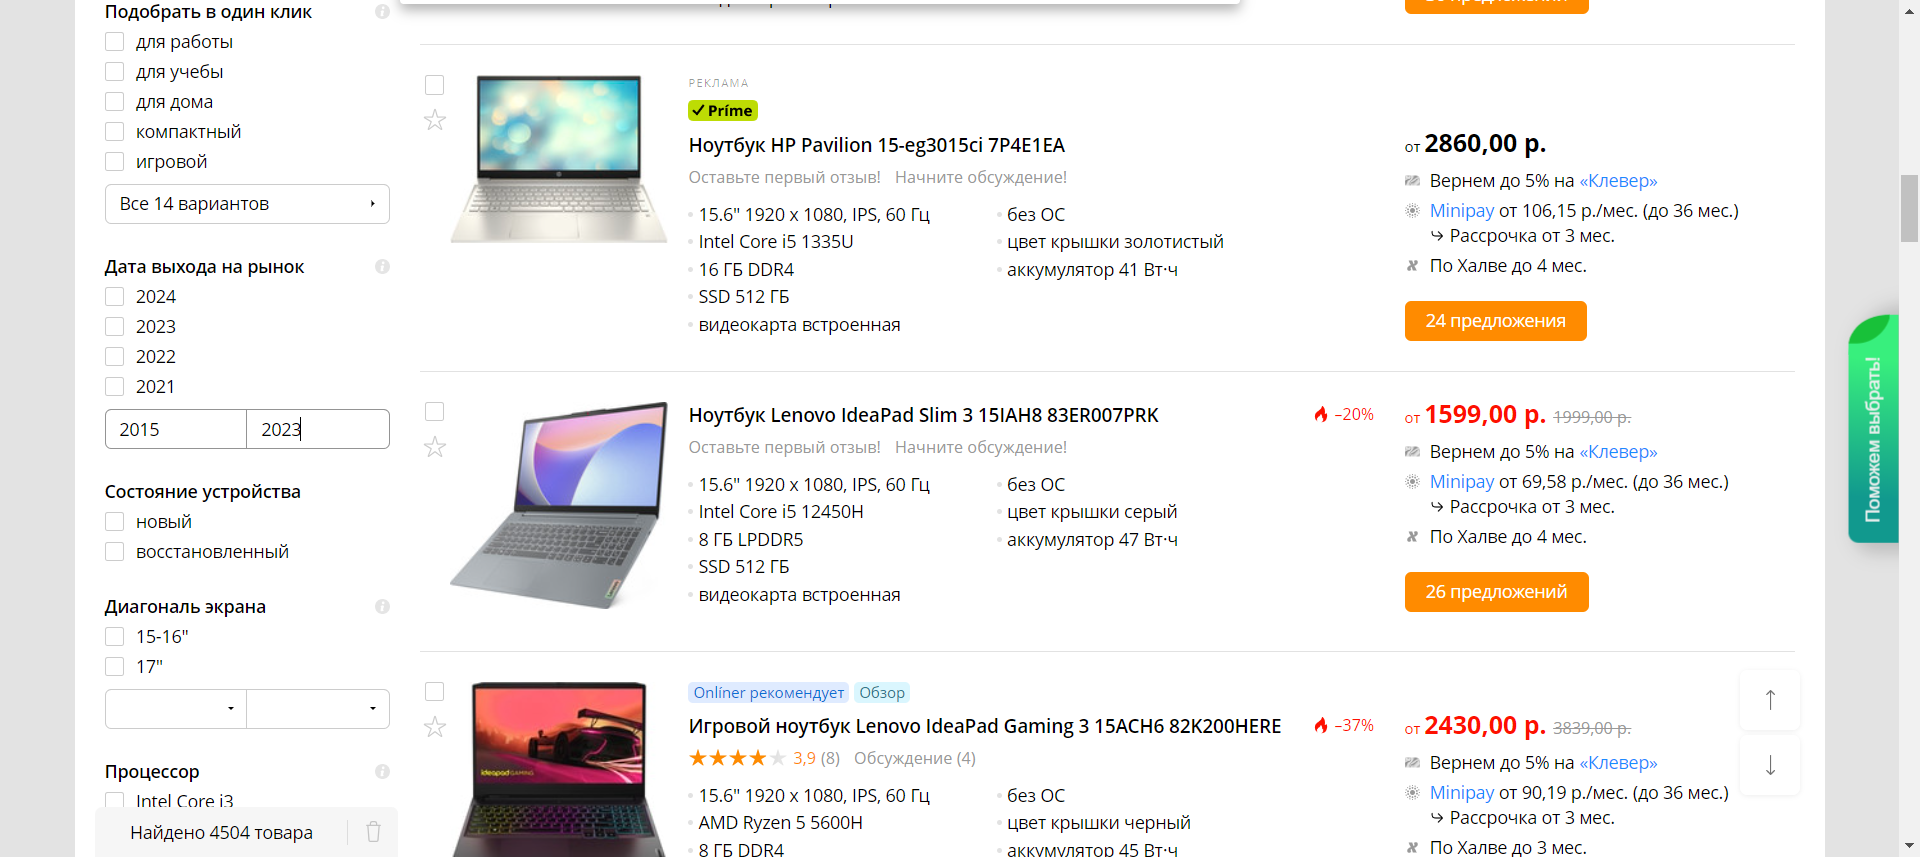 Подобрать в один клик
для работы
для учебы
для дома
компактный
игровой
Все 14 вариантов
Дата выхода на рынок
2024
2023
2022
2021
2015
2023
Состояние устройства
новый
восстановленный
Диагональ экрана
15-16"
17"
Процессор
Intel Core i3
Найдено 4504 товара
РЕКЛАМА
Prime
Ноутбук HP Pavilion 15-eg3015ci 7P4E1EA
Оставьте первый отзыв! Начните обсуждение!
15.6" 1920 x 1080, IPS, 60 Гц
Intel Core i5 1335U
16 ГБ DDR4
SSD 512 ГБ
видеокарта встроенная
без ОС
цвет крышки золотистый
аккумулятор 41 Вт·ч
от 2860,00 р.
Вернем до 5% на «Клевер»
Minipay от 106,15 р./мес. (до 36 мес.)
Рассрочка от 3 мес.
По Халве до 4 мес.
24 предложения
Ноутбук Lenovo IdeaPad Slim 3 15IAH8 83ER007PRK
Оставьте первый отзыв! Начните обсуждение!
15.6" 1920 x 1080, IPS, 60 Гц
Intel Core i5 12450H
8 ГБ LPDDR5
SSD 512 ГБ
видеокарта встроенная
без ОС
цвет крышки серый
аккумулятор 47 Вт·ч
–20%
от 1599,00 р. 1999,00 р.
Вернем до 5% на «Клевер»
Minipay от 69,58 р./мес. (до 36 мес.)
Рассрочка от 3 мес.
По Халве до 4 мес.
26 предложений
Onlíner рекомендует Обзор
Игровой ноутбук Lenovo IdeaPad Gaming 3 15ACH6 82K200HERE
3,9 (8) Обсуждение (4)
15.6" 1920 x 1080, IPS, 60 Гц
AMD Ryzen 5 5600H
8 ГБ DDR4
без ОС
цвет крышки черный
аккумулятор 45 Вт·ч
–37%
от 2430,00 р. 3839,00 р.
Вернем до 5% на «Клевер»
Minipay от 90,19 р./мес. (до 36 мес.)
Рассрочка от 3 мес.
По Халве до 3 мес.
ideapad GAMING
Поможем выбрать!